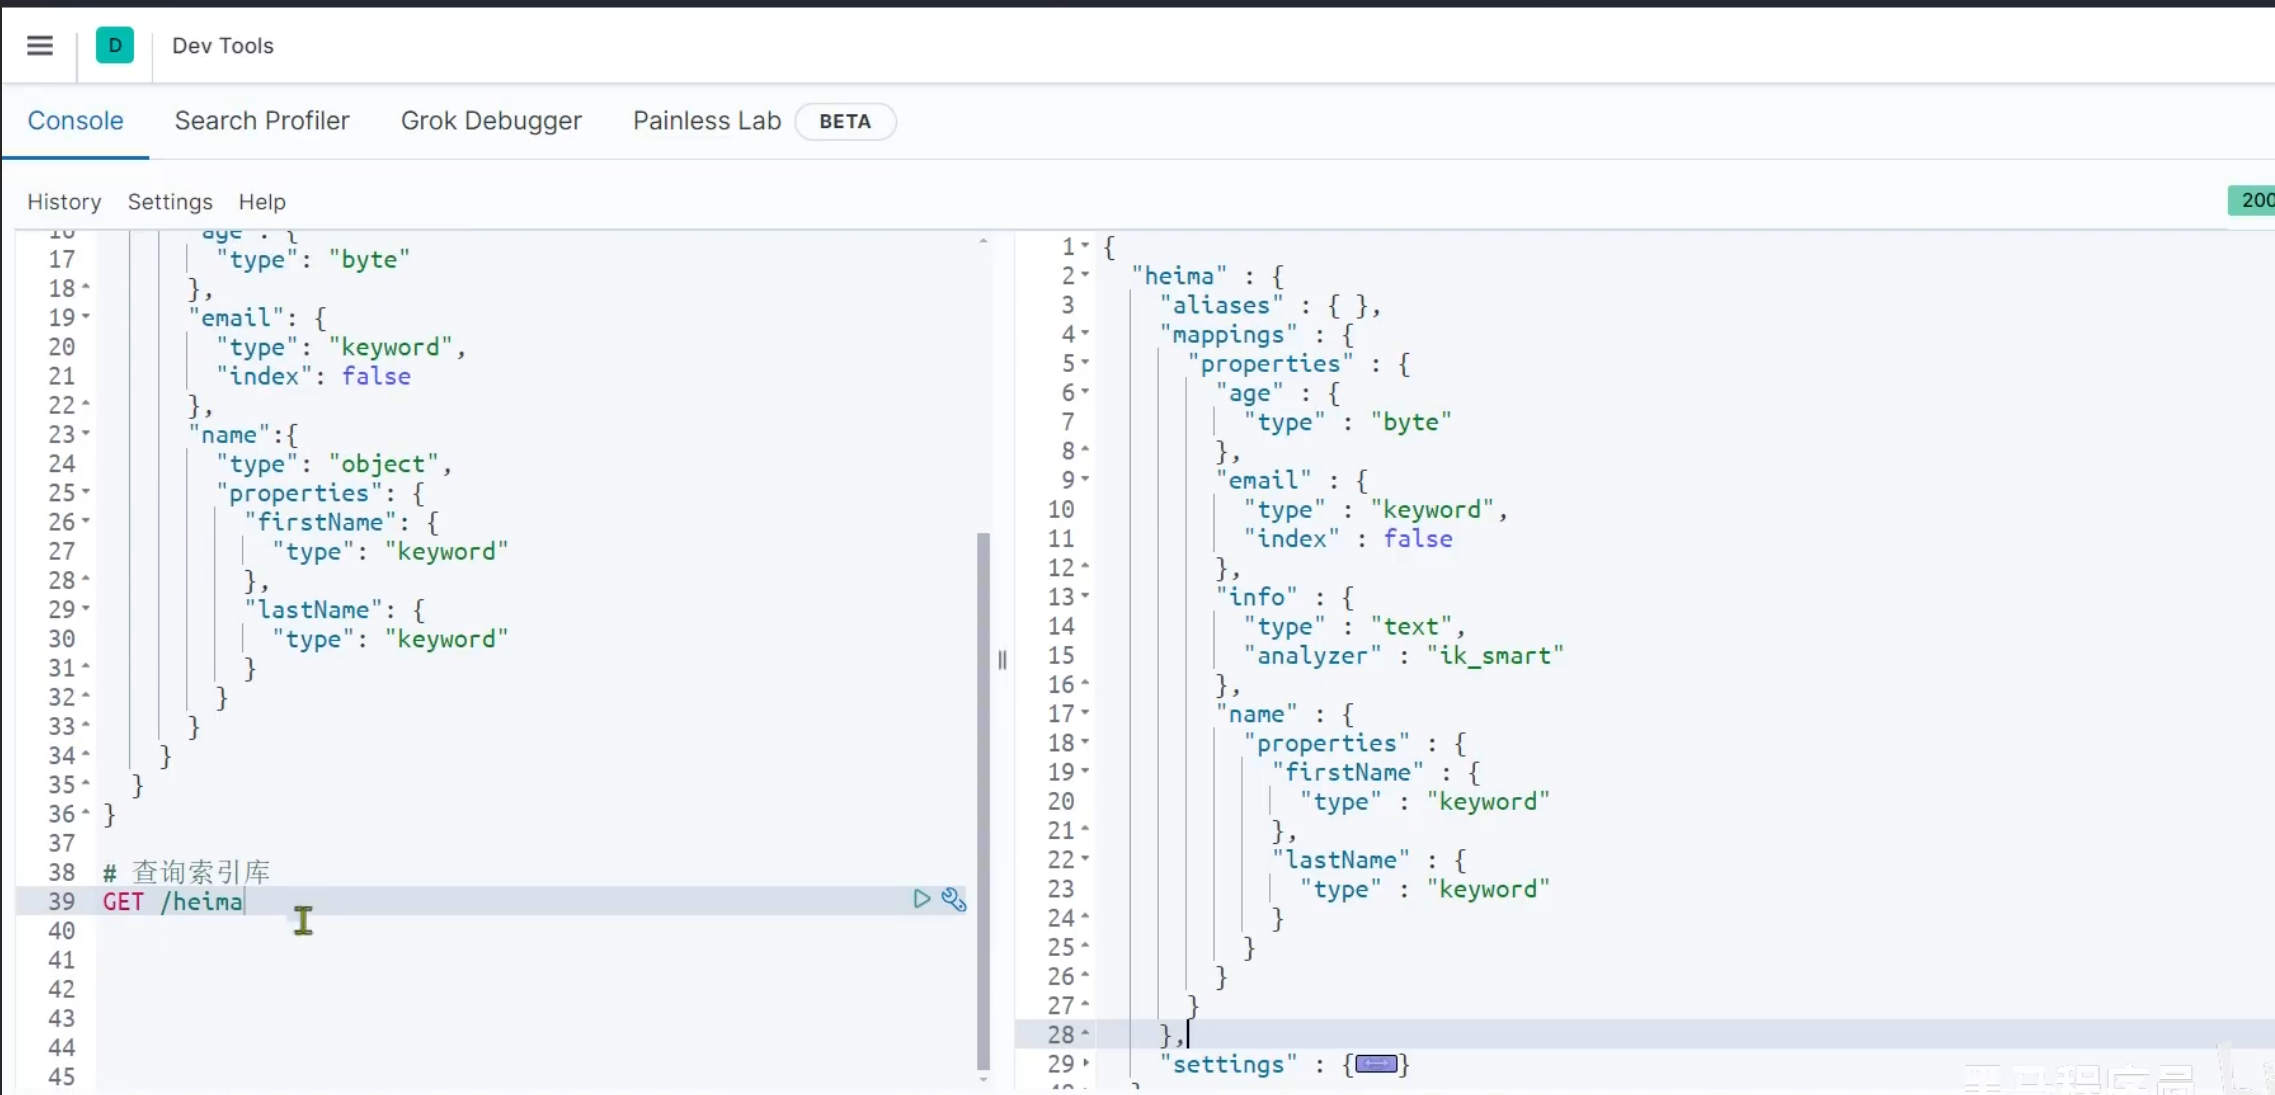 D Dev Tools
Console Search Profiler Grok Debugger Painless Lab BETA
History Settings Help
200
16 "age": {
17 "type": "byte"
18 },
19 "email": {
20 "type": "keyword",
21 "index": false
22 },
23 "name":{
24 "type": "object",
25 "properties": {
26 "firstName": {
27 "type": "keyword"
28 },
29 "lastName": {
30 "type": "keyword"
31 }
32 }
33 }
34 }
35 }
36 }
37
38 # 查询索引库
39 GET /heima
40
41
42
43
44
45
1 {
2 "heima" : {
3 "aliases" : { },
4 "mappings" : {
5 "properties" : {
6 "age" : {
7 "type" : "byte"
8 },
9 "email" : {
10 "type" : "keyword",
11 "index" : false
12 },
13 "info" : {
14 "type" : "text",
15 "analyzer" : "ik_smart"
16 },
17 "name" : {
18 "properties" : {
19 "firstName" : {
20 "type" : "keyword"
21 },
22 "lastName" : {
23 "type" : "keyword"
24 }
25 }
26 }
27 }
28 },
29 "settings" : {}